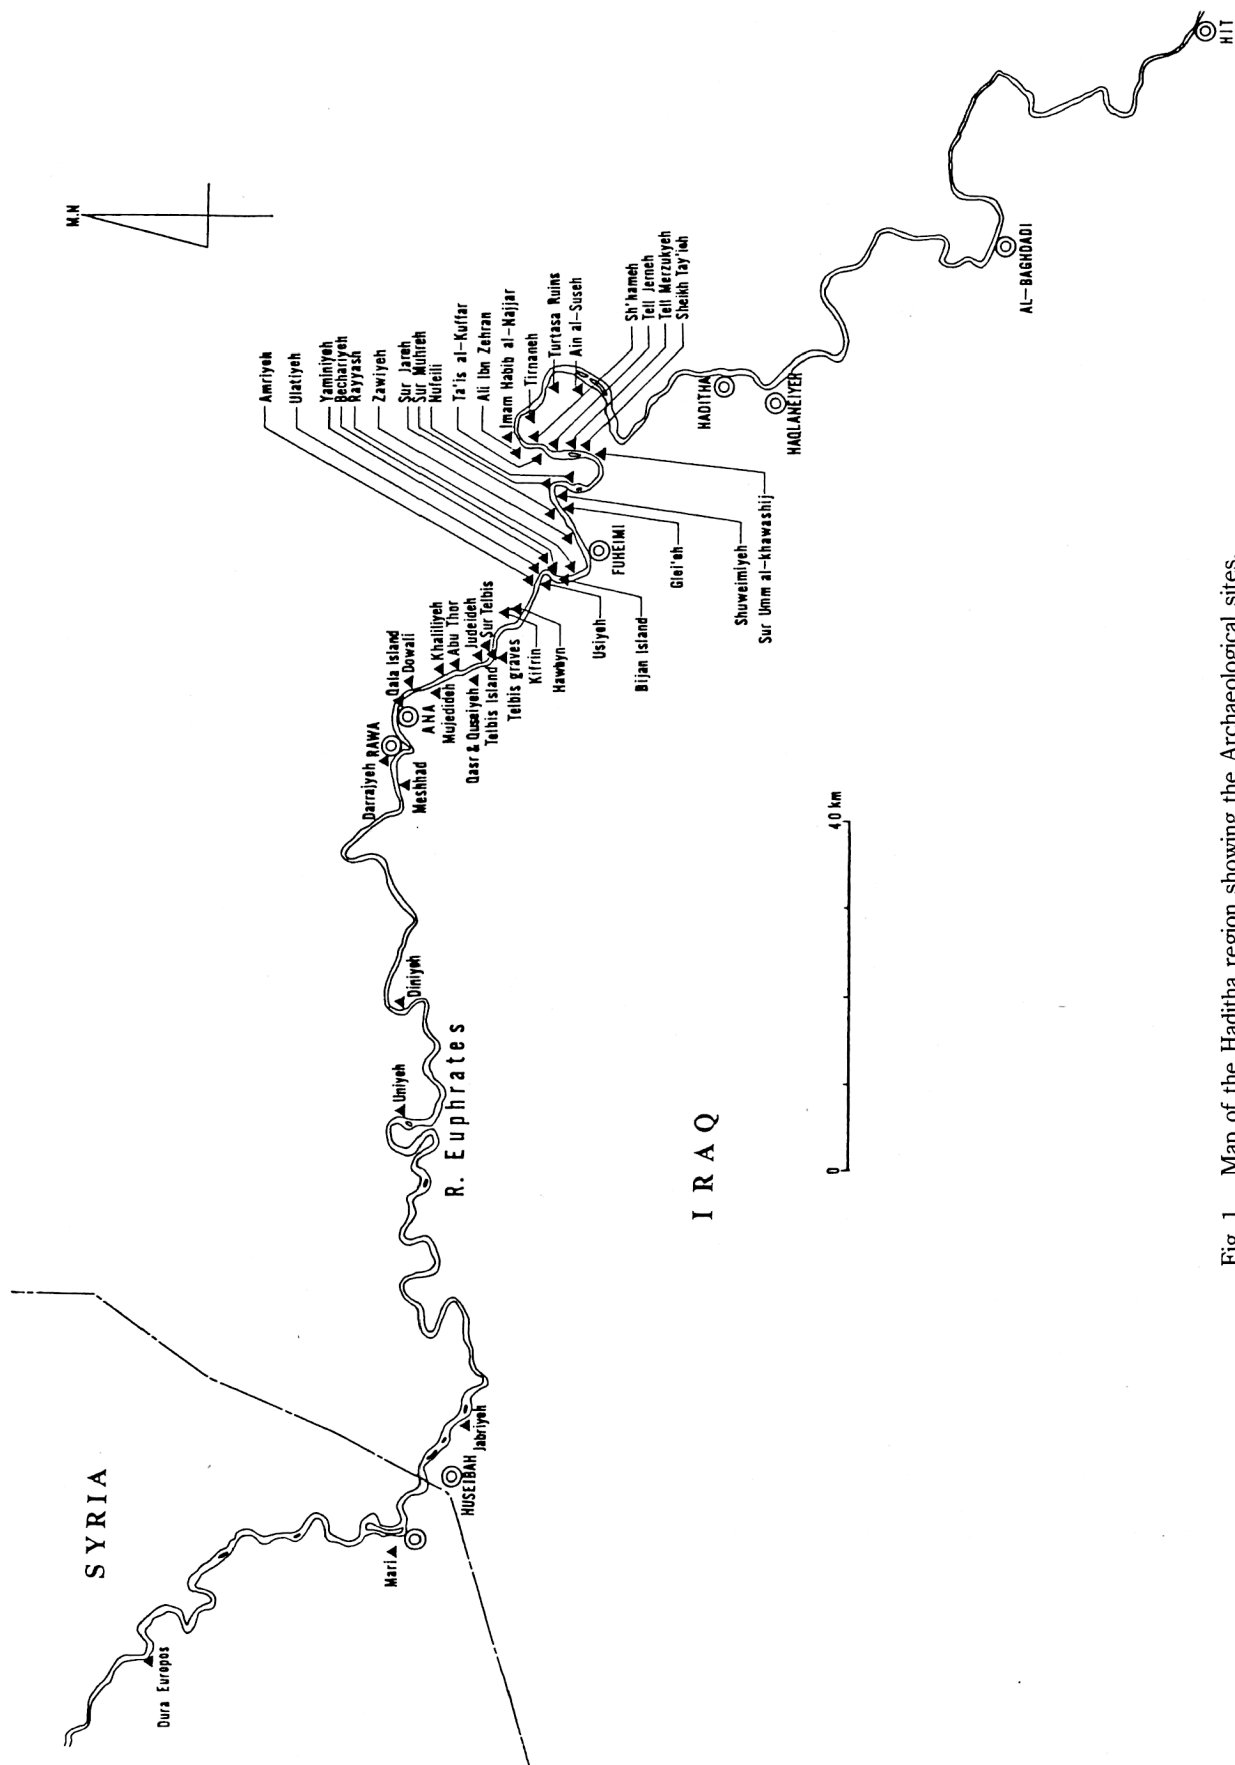 M.N
SYRIA
IRAQ
R. Euphrates
Dura Europos
Mari
HUSEIBAH
Jabriyeh
Uniyeh
Diniyeh
Darrajyeh
RAWA
Meshhad
Qala Island
Dowali
ANA
Khaliliyeh
Abu Thor
Judeideh
Sur Telbis
Mujedideh
Qasr & Qusaiyeh
Telbis Island
Telbis graves
Kifrin
Hawbyn
Usiyeh
Bijan Island
Amriyeh
Ulatiyeh
Yaminiyeh
Bechariyeh
Rayyash
Zawiyeh
Sur Jareh
Sur Muhreh
Nufeili
Ta'is al-Kuffar
Ali Ibn Zehran
Imam Habib al-Najjar
Tirnaneh
Turtasa Ruins
Ain al-Suseh
Sh'hameh
Tell Jerneh
Tell Merzukyeh
Sheikh Tay'ieh
FUHEIMI
Glei'eh
Shuweimiyeh
Sur Umm al-khawashij
HADITHA
HAQLANEIYEH
AL-BAGHDADI
HIT
0
40 km
Fig. 1 Map of the Haditha region showing the Archaeological sites.